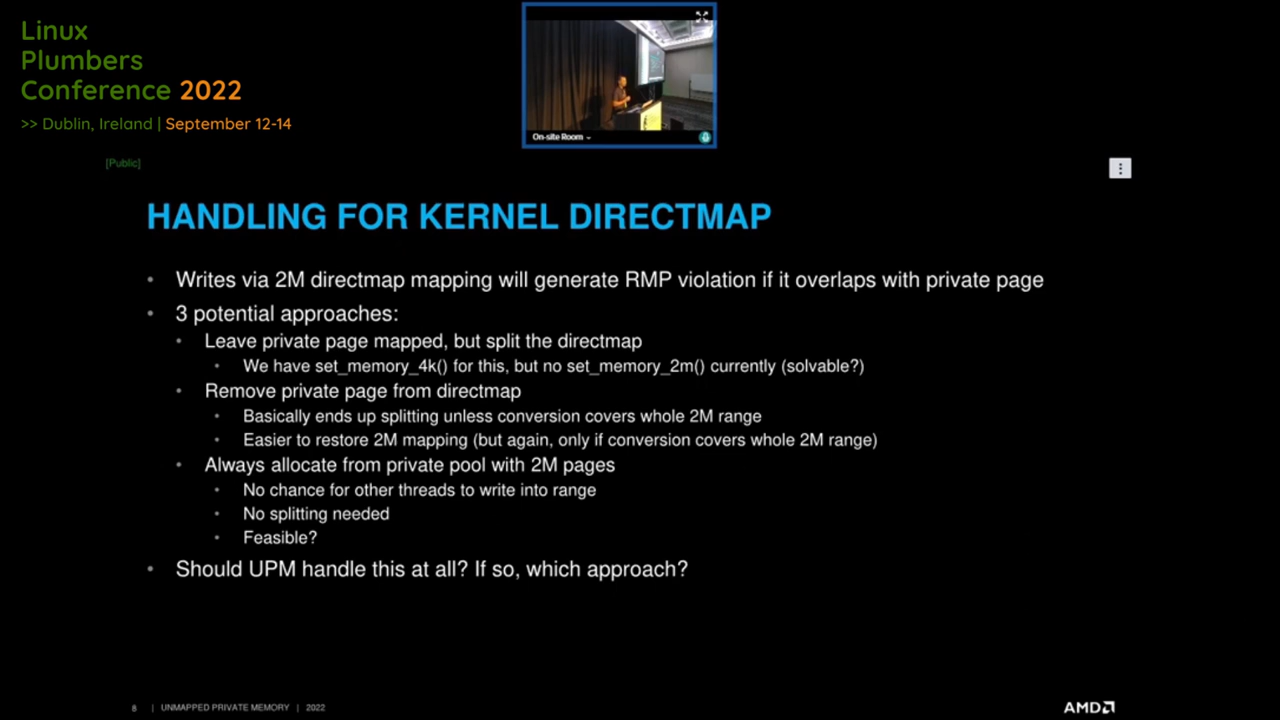 Linux
Plumbers
Conference 2022
>> Dublin, Ireland | September 12-14
On-site Room
[Public]
HANDLING FOR KERNEL DIRECTMAP
• Writes via 2M directmap mapping will generate RMP violation if it overlaps with private page
• 3 potential approaches:
• Leave private page mapped, but split the directmap
• We have set_memory_4k() for this, but no set_memory_2m() currently (solvable?)
• Remove private page from directmap
• Basically ends up splitting unless conversion covers whole 2M range
• Easier to restore 2M mapping (but again, only if conversion covers whole 2M range)
• Always allocate from private pool with 2M pages
• No chance for other threads to write into range
• No splitting needed
• Feasible?
• Should UPM handle this at all? If so, which approach?
8 | UNMAPPED PRIVATE MEMORY | 2022
AMD